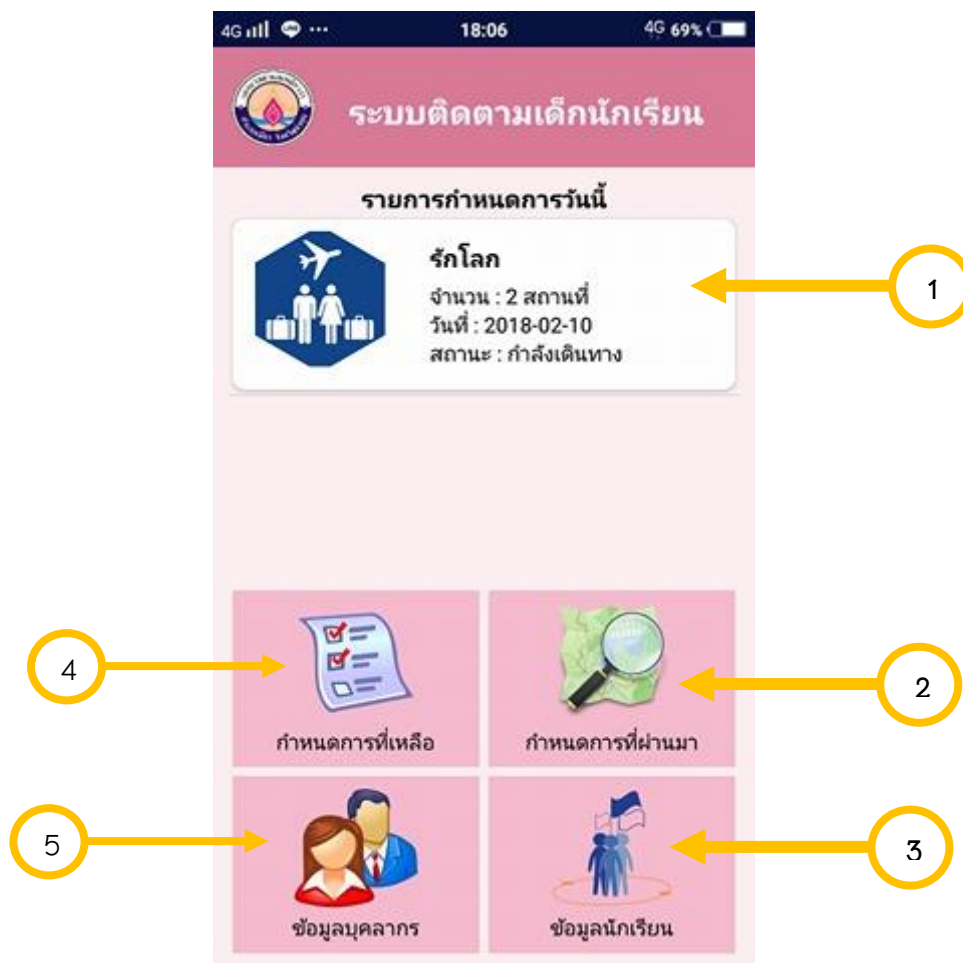 4G ... 18:06 4G 69%
ระบบติดตามเด็กนักเรียน
รายการกำหนดการวันนี้
รักโลก
จำนวน : 2 สถานที่
วันที่ : 2018-02-10
สถานะ : กำลังเดินทาง
1
4
2
กำหนดการที่เหลือ กำหนดการที่ผ่านมา
5
3
ข้อมูลบุคลากร ข้อมูลนักเรียน